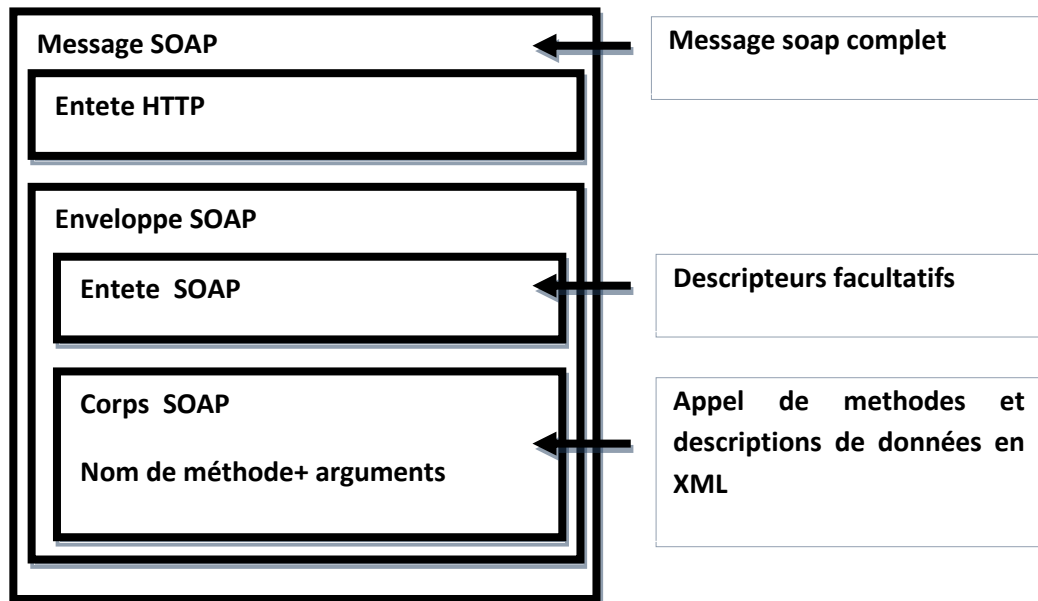 Message SOAP
Message soap complet
Entete HTTP
Enveloppe SOAP
Entete SOAP
Descripteurs facultatifs
Corps SOAP
Nom de méthode+ arguments
Appel de methodes et
descriptions de données en
XML